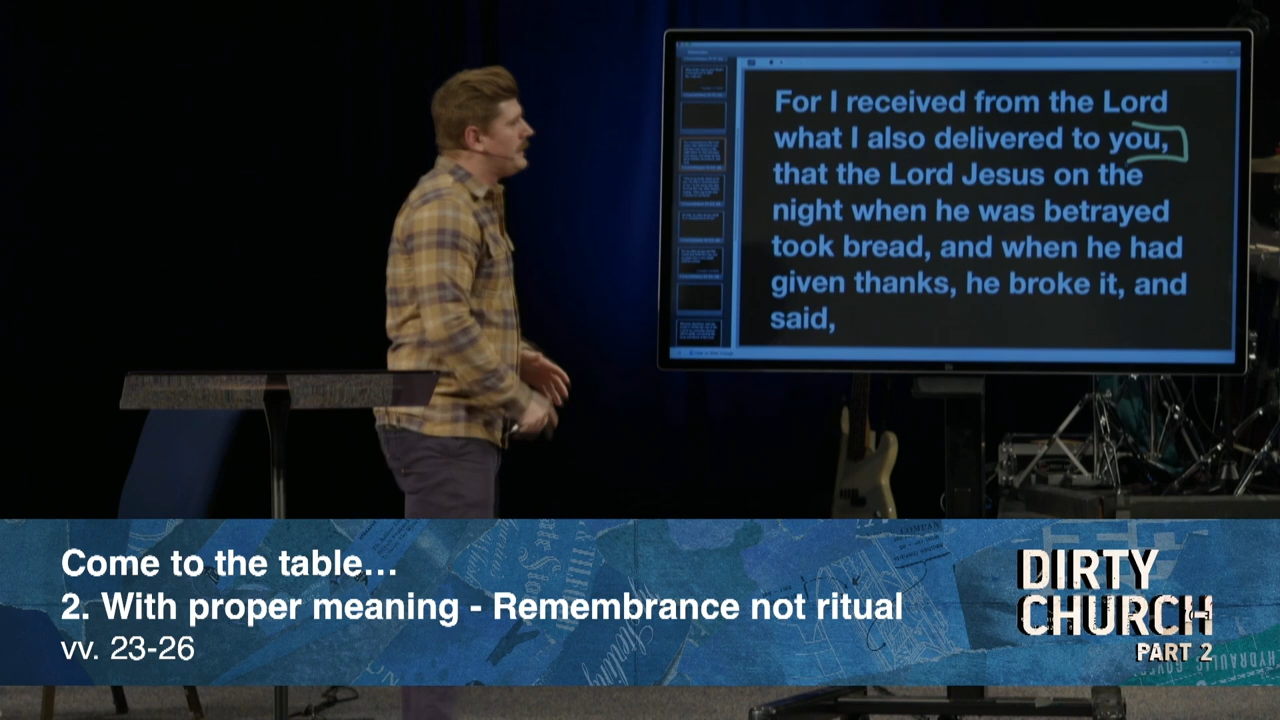 For I received from the Lord
what I also delivered to you,
that the Lord Jesus on the
night when he was betrayed
took bread, and when he had
given thanks, he broke it, and
said,
Come to the table…
2. With proper meaning - Remembrance not ritual
vv. 23-26
DIRTY
CHURCH
PART 2